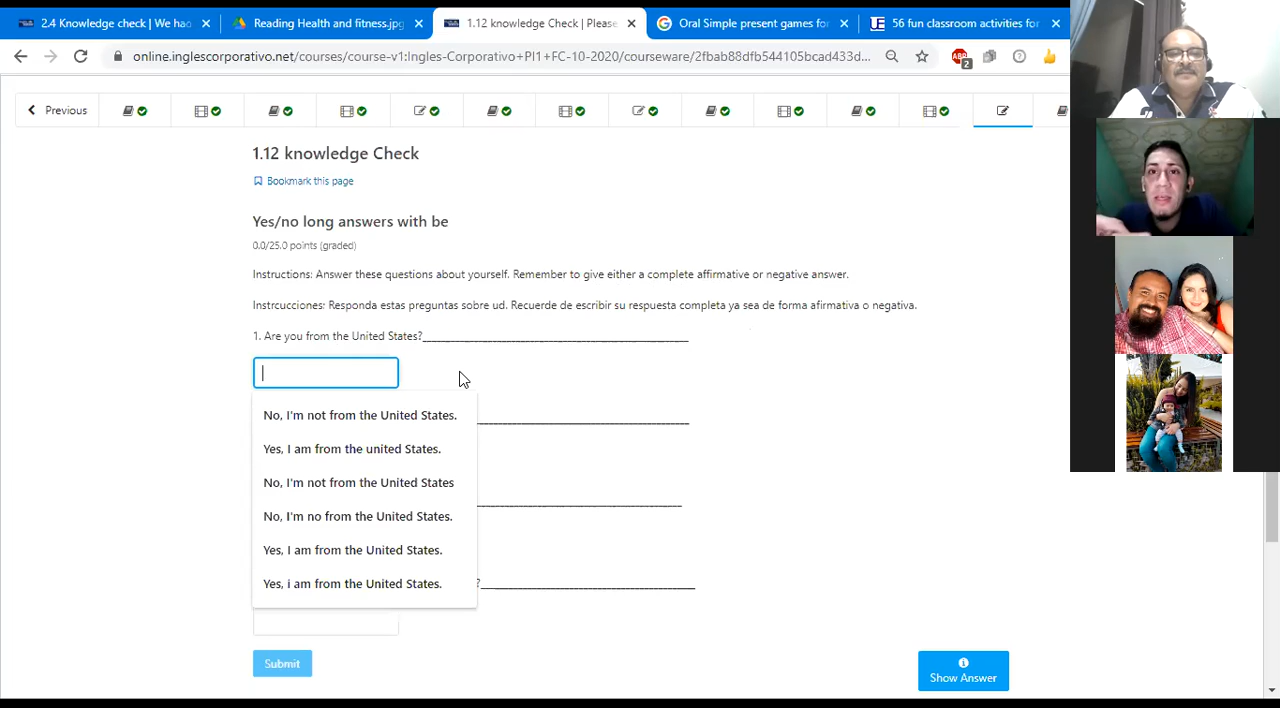 2.4 Knowledge check | We had
Reading Health and fitness.jpg
1.12 knowledge Check | Please
Oral Simple present games for
56 fun classroom activities for
online.inglescorporativo.net/courses/course-v1:Ingles-Corporativo+PI1+FC-10-2020/courseware/2fbab88dfb544105bcad433d...
2
Previous
1.12 knowledge Check
Bookmark this page
Yes/no long answers with be
0.0/25.0 points (graded)
Instructions: Answer these questions about yourself. Remember to give either a complete affirmative or negative answer.
Instrcucciones: Responda estas preguntas sobre ud. Recuerde de escribir su respuesta completa ya sea de forma afirmativa o negativa.
1. Are you from the United States?
No, I'm not from the United States.
Yes, I am from the united States.
No, I'm not from the United States
No, I'm no from the United States.
Yes, I am from the United States.
Yes, i am from the United States.
?
Submit
Show Answer